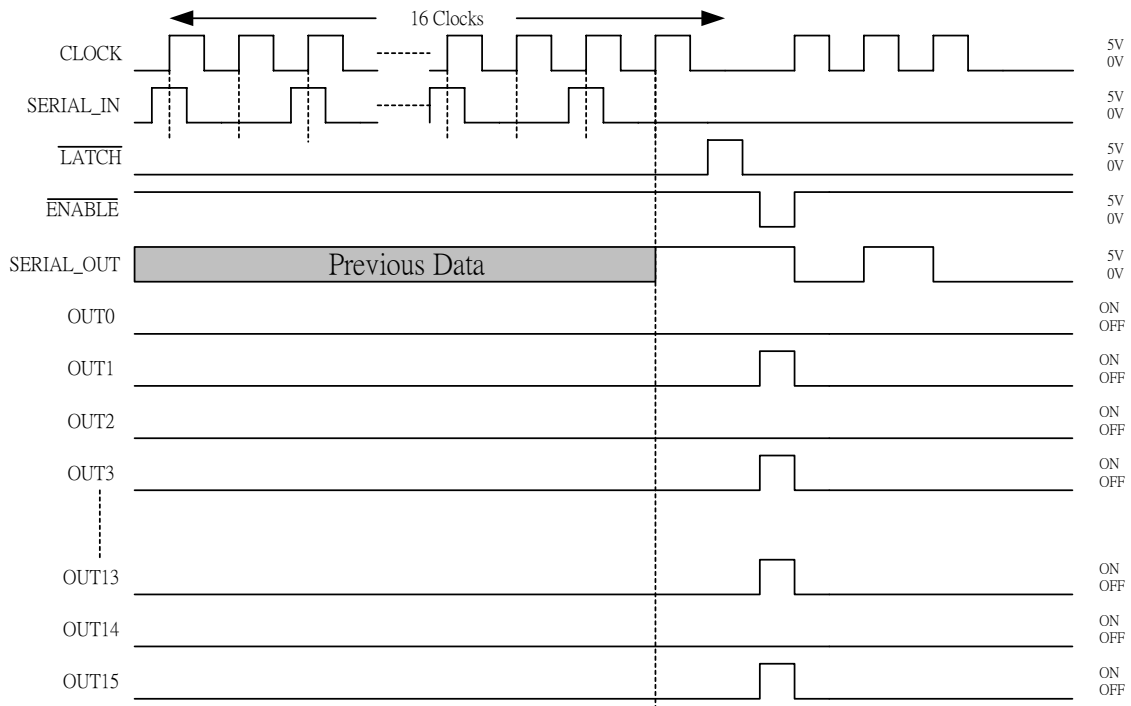 16 Clocks
CLOCK
5V
0V
SERIAL_IN
5V
0V
LATCH
5V
0V
ENABLE
5V
0V
SERIAL_OUT
Previous Data
5V
0V
OUT0
ON
OFF
OUT1
ON
OFF
OUT2
ON
OFF
OUT3
ON
OFF
OUT13
ON
OFF
OUT14
ON
OFF
OUT15
ON
OFF